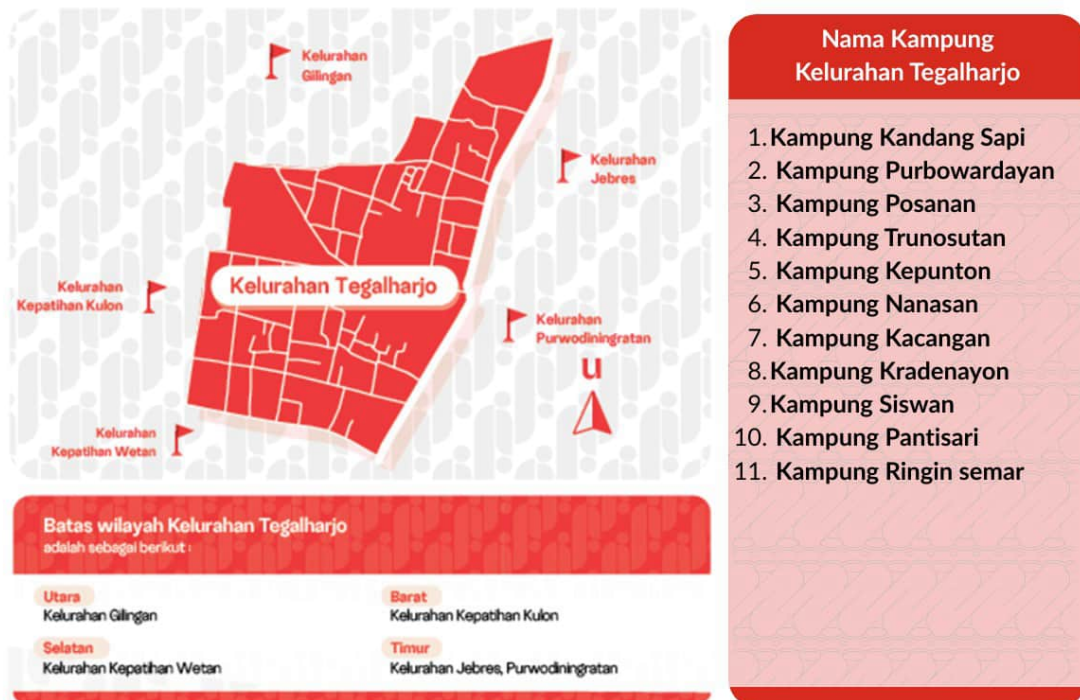 Kelurahan
Gilingan
Kelurahan
Jebres
Kelurahan Tegalharjo
Kelurahan
Kepatihan Kulon
Kelurahan
Purwodiningratan
u
Kelurahan
Kepatihan Wetan
Batas wilayah Kelurahan Tegalharjo
adalah sebagai berikut :
Utara
Kelurahan Gilingan
Barat
Kelurahan Kepatihan Kulon
Selatan
Kelurahan Kepatihan Wetan
Timur
Kelurahan Jebres, Purwodiningratan
Nama Kampung
Kelurahan Tegalharjo
1. Kampung Kandang Sapi
2. Kampung Purbowardayan
3. Kampung Posanan
4. Kampung Trunosutan
5. Kampung Kepunton
6. Kampung Nanasan
7. Kampung Kacangan
8. Kampung Kradenayon
9. Kampung Siswan
10. Kampung Pantisari
11. Kampung Ringin semar